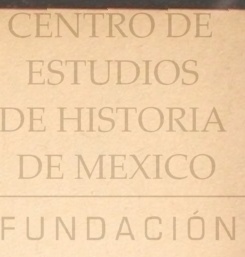 CENTRO DE
ESTUDIOS
DE HISTORIA
DE MEXICO
FUNDACIÓN